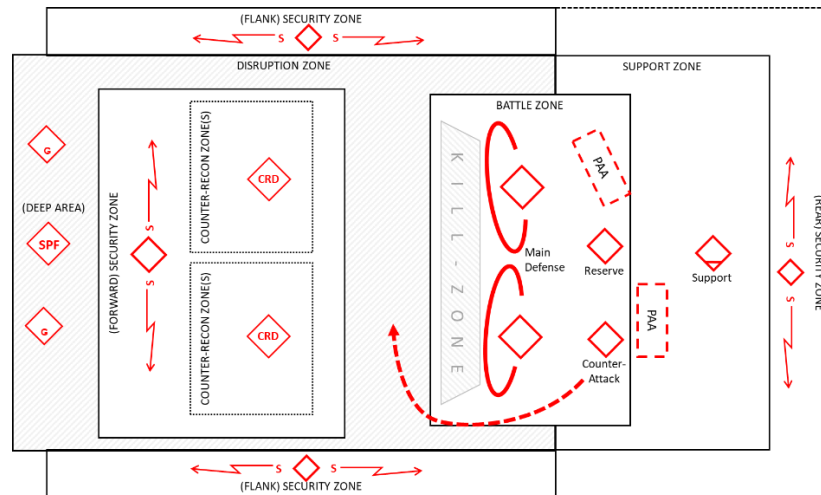 (FLANK) SECURITY ZONE
S S
DISRUPTION ZONE
SUPPORT ZONE
BATTLE ZONE
G
(DEEP AREA)
SPF
G
(FORWARD) SECURITY ZONE
S
S
COUNTER-RECON ZONE(S)
CRD
COUNTER-RECON ZONE(S)
CRD
KILL-ZONE
Main
Defense
PAA
Reserve
PAA
Counter-
Attack
Support
S
S
(REAR) SECURITY ZONE
S S
(FLANK) SECURITY ZONE